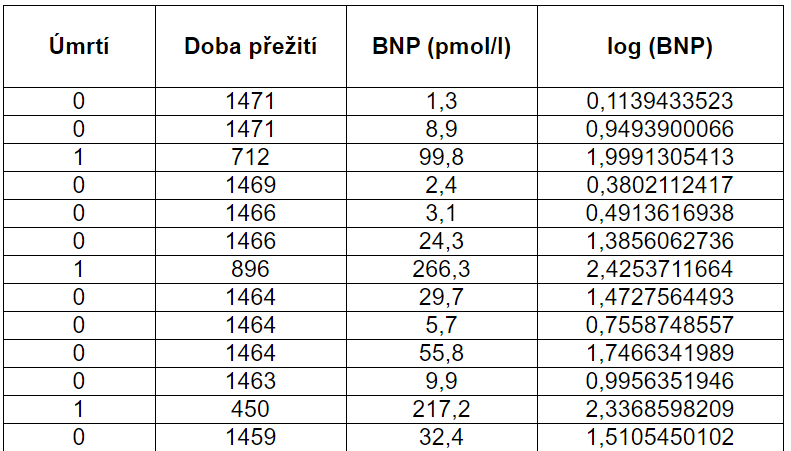 Úmrtí Doba přežití BNP (pmol/l) log (BNP)
0 1471 1,3 0,1139433523
0 1471 8,9 0,9493900066
1 712 99,8 1,9991305413
0 1469 2,4 0,3802112417
0 1466 3,1 0,4913616938
0 1466 24,3 1,3856062736
1 896 266,3 2,4253711664
0 1464 29,7 1,4727564493
0 1464 5,7 0,7558748557
0 1464 55,8 1,7466341989
0 1463 9,9 0,9956351946
1 450 217,2 2,3368598209
0 1459 32,4 1,5105450102